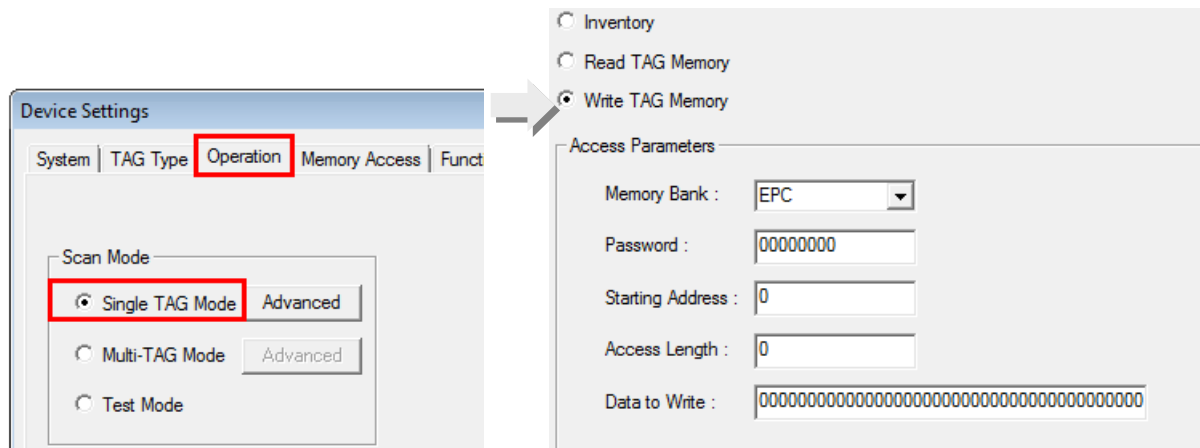 Device Settings
System TAG Type Operation Memory Access Funct
Scan Mode
Single TAG Mode Advanced
Multi-TAG Mode Advanced
Test Mode
Inventory
Read TAG Memory
Write TAG Memory
Access Parameters
Memory Bank : EPC
Password : 00000000
Starting Address : 0
Access Length : 0
Data to Write : 00000000000000000000000000000000000000000